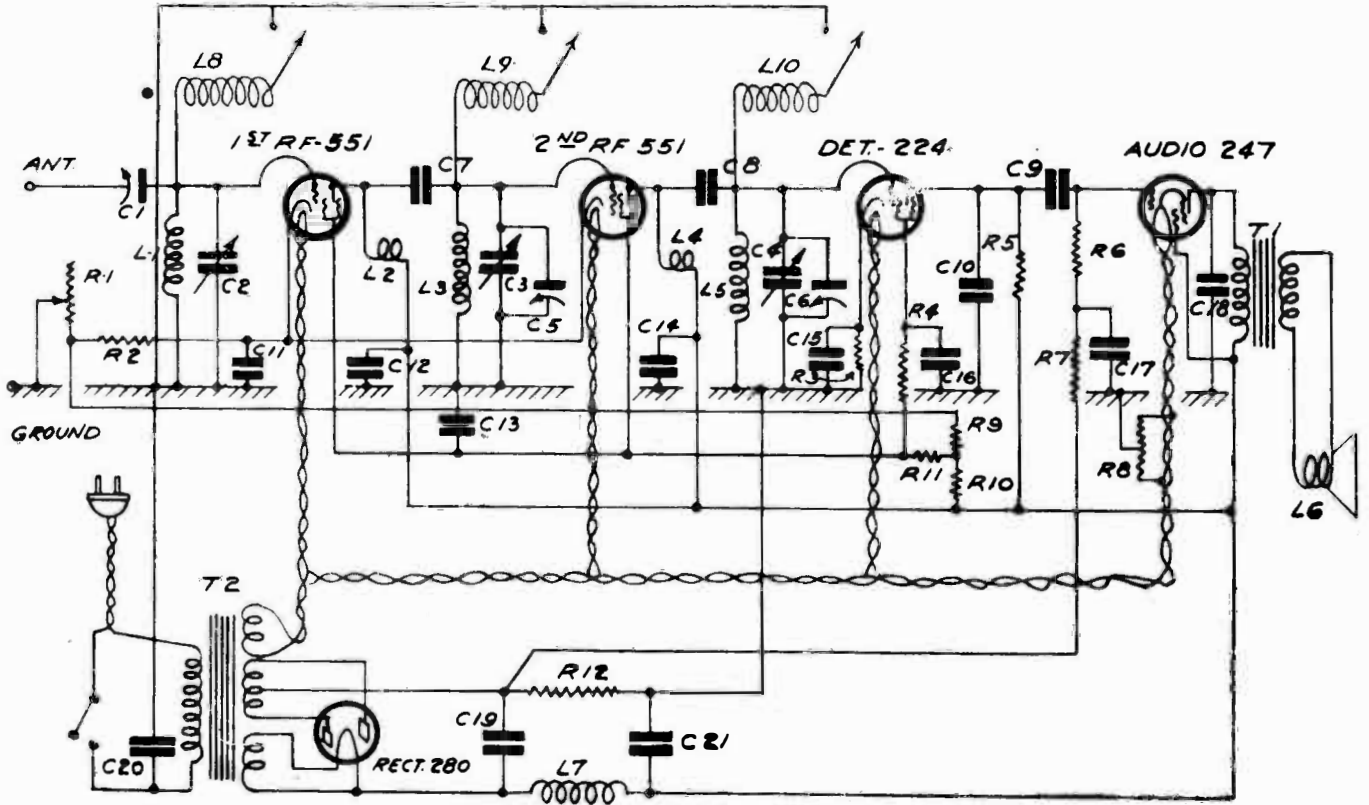 L8
L9.
L10
1ST RF-551
C7
2ND RF 551
C8
DET.- 224
C9
AUDIO 247
ANT.
C1
L1
C2
L2
L3
C3
C5
L4
L5
C4
C6
C10
R5
R6
C18
T1
R1
R2
C11
C12
C14
C15
R3
R4
C16
R7
C17
GROUND
C13
R9
R11
R10
R8
L6
T2
R12
C19
C21
C20
RECT. 280
L7